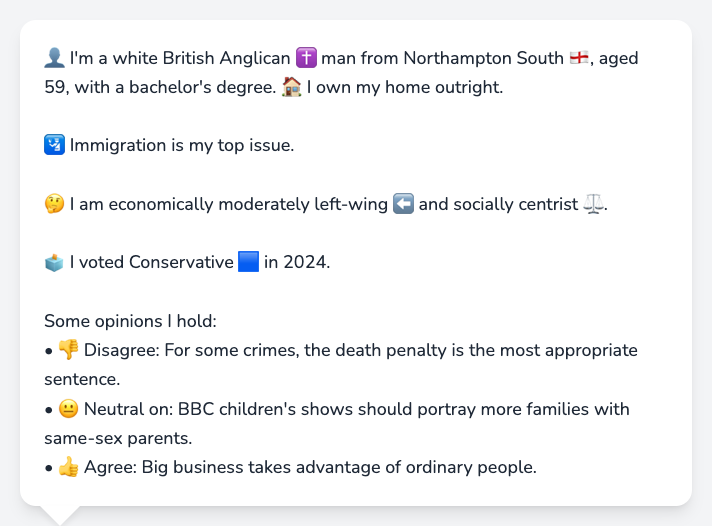 👤 I'm a white British Anglican ✝️ man from Northampton South 🏴󠁧󠁢󠁥󠁮󠁧󠁿, aged
59, with a bachelor's degree. 🏠 I own my home outright.
🛂 Immigration is my top issue.
🤔 I am economically moderately left-wing ⬅️ and socially centrist ⚖️.
🗳️ I voted Conservative 🟦 in 2024.
Some opinions I hold:
• 👎 Disagree: For some crimes, the death penalty is the most appropriate
sentence.
• 😐 Neutral on: BBC children's shows should portray more families with
same-sex parents.
• 👍 Agree: Big business takes advantage of ordinary people.